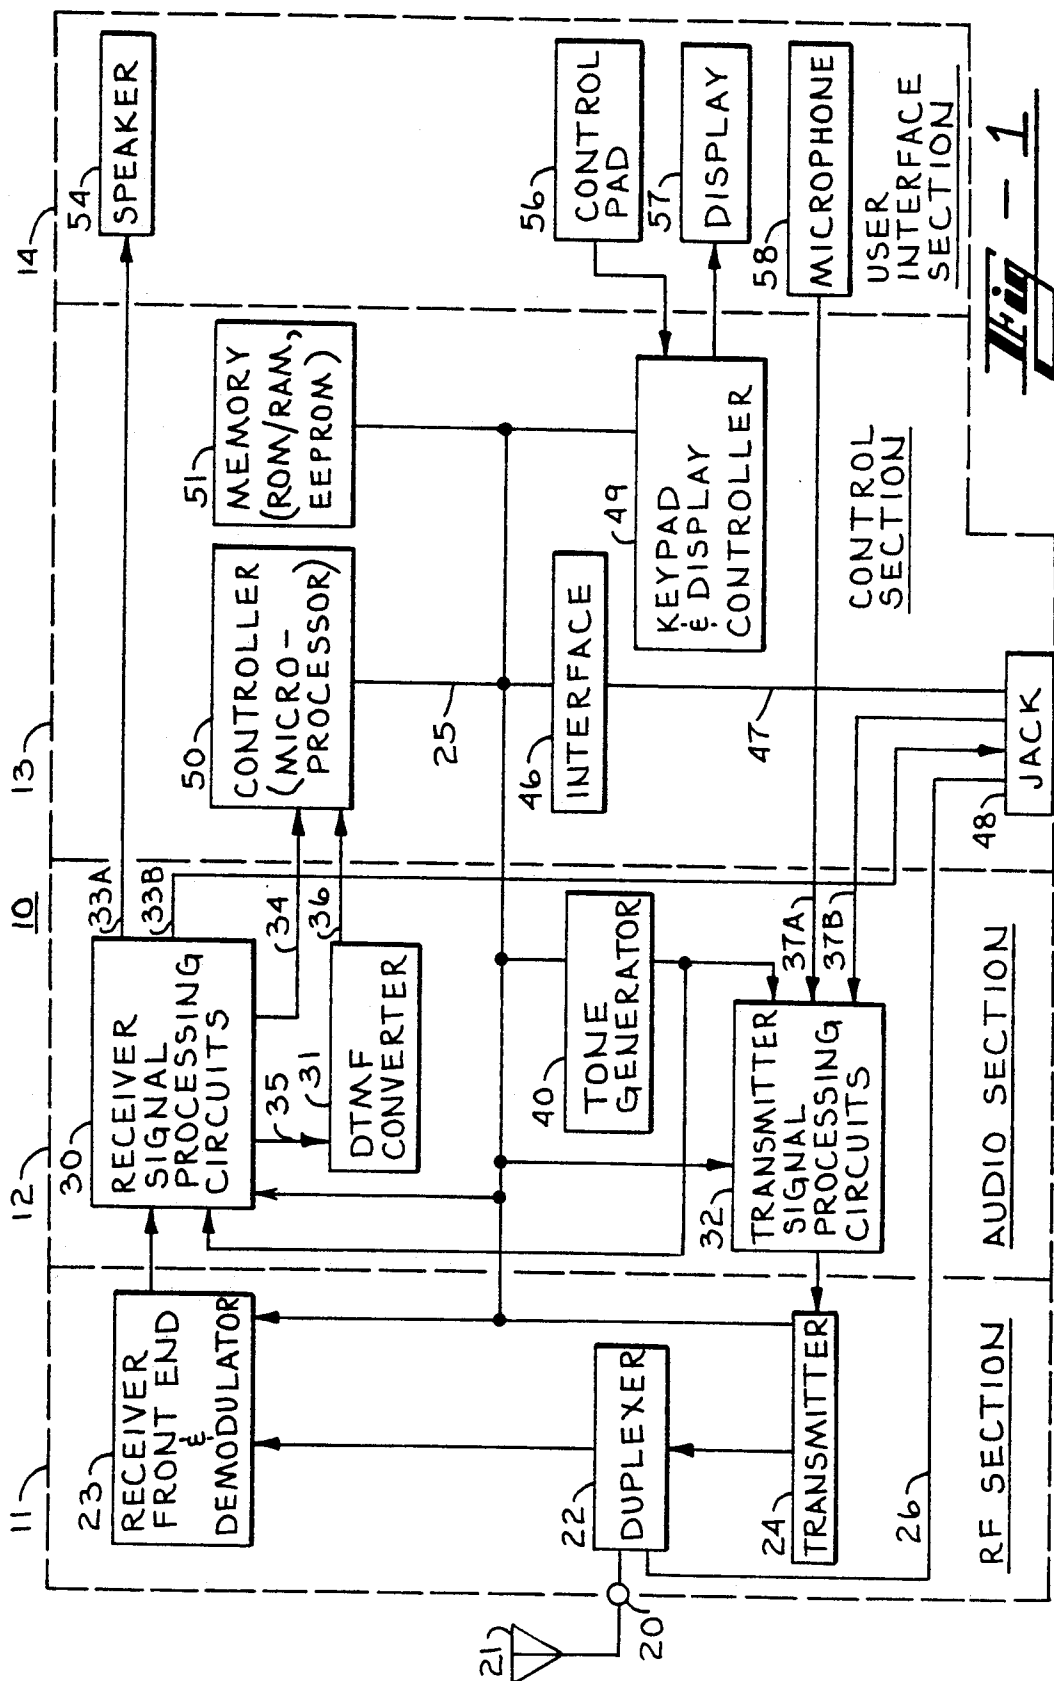 10
11
12
13
14
23
RECEIVER
FRONT END
&
DEMODULATOR
30
RECEIVER
SIGNAL
PROCESSING
CIRCUITS
33A
33B
54
SPEAKER
34
35
36
31
DTMF
CONVERTER
50
CONTROLLER
(MICRO-
PROCESSOR)
51
MEMORY
(ROM/RAM,
EEPROM)
25
21
20
22
DUPLEXER
40
TONE
GENERATOR
46
INTERFACE
49
KEYPAD
& DISPLAY
CONTROLLER
56
CONTROL
PAD
57
DISPLAY
24
TRANSMITTER
32
TRANSMITTER
SIGNAL
PROCESSING
CIRCUITS
37A
37B
47
58
MICROPHONE
26
48
JACK
RF SECTION
AUDIO SECTION
CONTROL
SECTION
USER
INTERFACE
SECTION
Fig-1